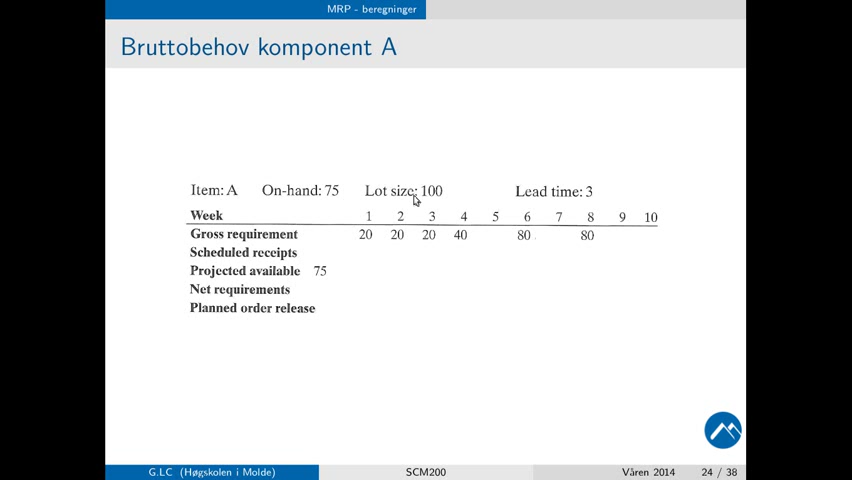 MRP - beregninger
Bruttobehov komponent A
Item: A On-hand: 75 Lot size: 100 Lead time: 3
Week 1 2 3 4 5 6 7 8 9 10
Gross requirement 20 20 20 40 80 80
Scheduled receipts
Projected available 75
Net requirements
Planned order release
G.LC (Høgskolen i Molde) SCM200 Våren 2014 24 / 38